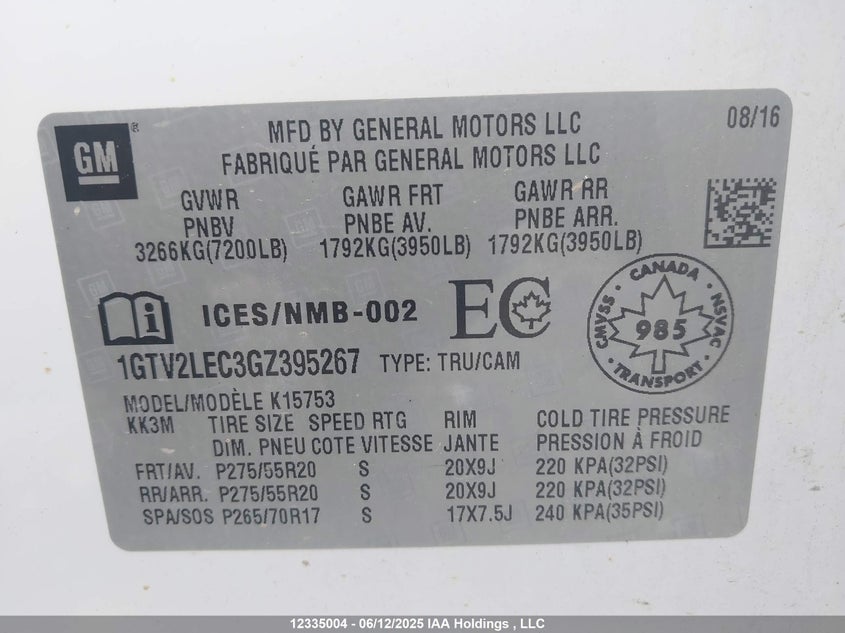 GM ®
MFD BY GENERAL MOTORS LLC
08/16
FABRIQUÉ PAR GENERAL MOTORS LLC
GVWR GAWR FRT GAWR RR
PNBV PNBE AV. PNBE ARR.
3266KG(7200LB) 1792KG(3950LB) 1792KG(3950LB)
i ICES/NMB-002 EC
CANADA
CMVSS 985 NSVAC
TRANSPORT
1GTV2LEC3GZ395267 TYPE: TRU/CAM
MODEL/MODÈLE K15753
KK3M TIRE SIZE SPEED RTG RIM COLD TIRE PRESSURE
DIM. PNEU COTE VITESSE JANTE PRESSION À FROID
FRT/AV. P275/55R20 S 20X9J 220 KPA(32PSI)
RR/ARR. P275/55R20 S 20X9J 220 KPA(32PSI)
SPA/SOS P265/70R17 S 17X7.5J 240 KPA(35PSI)
12335004 - 06/12/2025 IAA Holdings , LLC